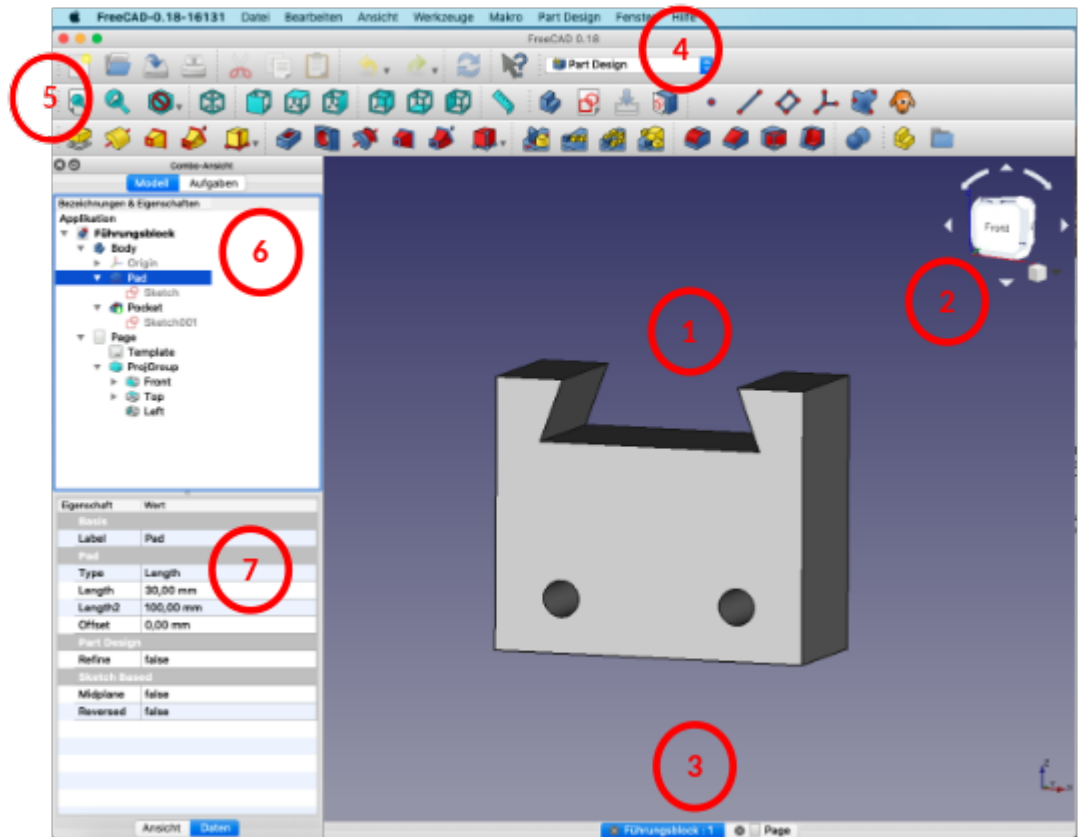 FreeCAD-0.18-16131 Datei Bearbeiten Ansicht Werkzeuge Makro Part Design Fenster Hilfe
FreeCAD 0.18
4
Part Design
5
Combo-Ansicht
Modell Aufgaben
Bezeichnungen & Eigenschaften
Applikation
Führungsblock
Body
Origin
Pad
Sketch
Pocket
Sketch001
Page
Template
ProjGroup
Front
Top
Left
6
Front
2
1
Eigenschaft Wert
Basis
Label Pad
Pad
Type Length
Length 30,00 mm
Length2 100,00 mm
Offset 0,00 mm
Part Design
Refine false
Sketch Based
Midplane false
Reversed false
7
3
Z
Ansicht Daten
Führungsblock : 1 Page